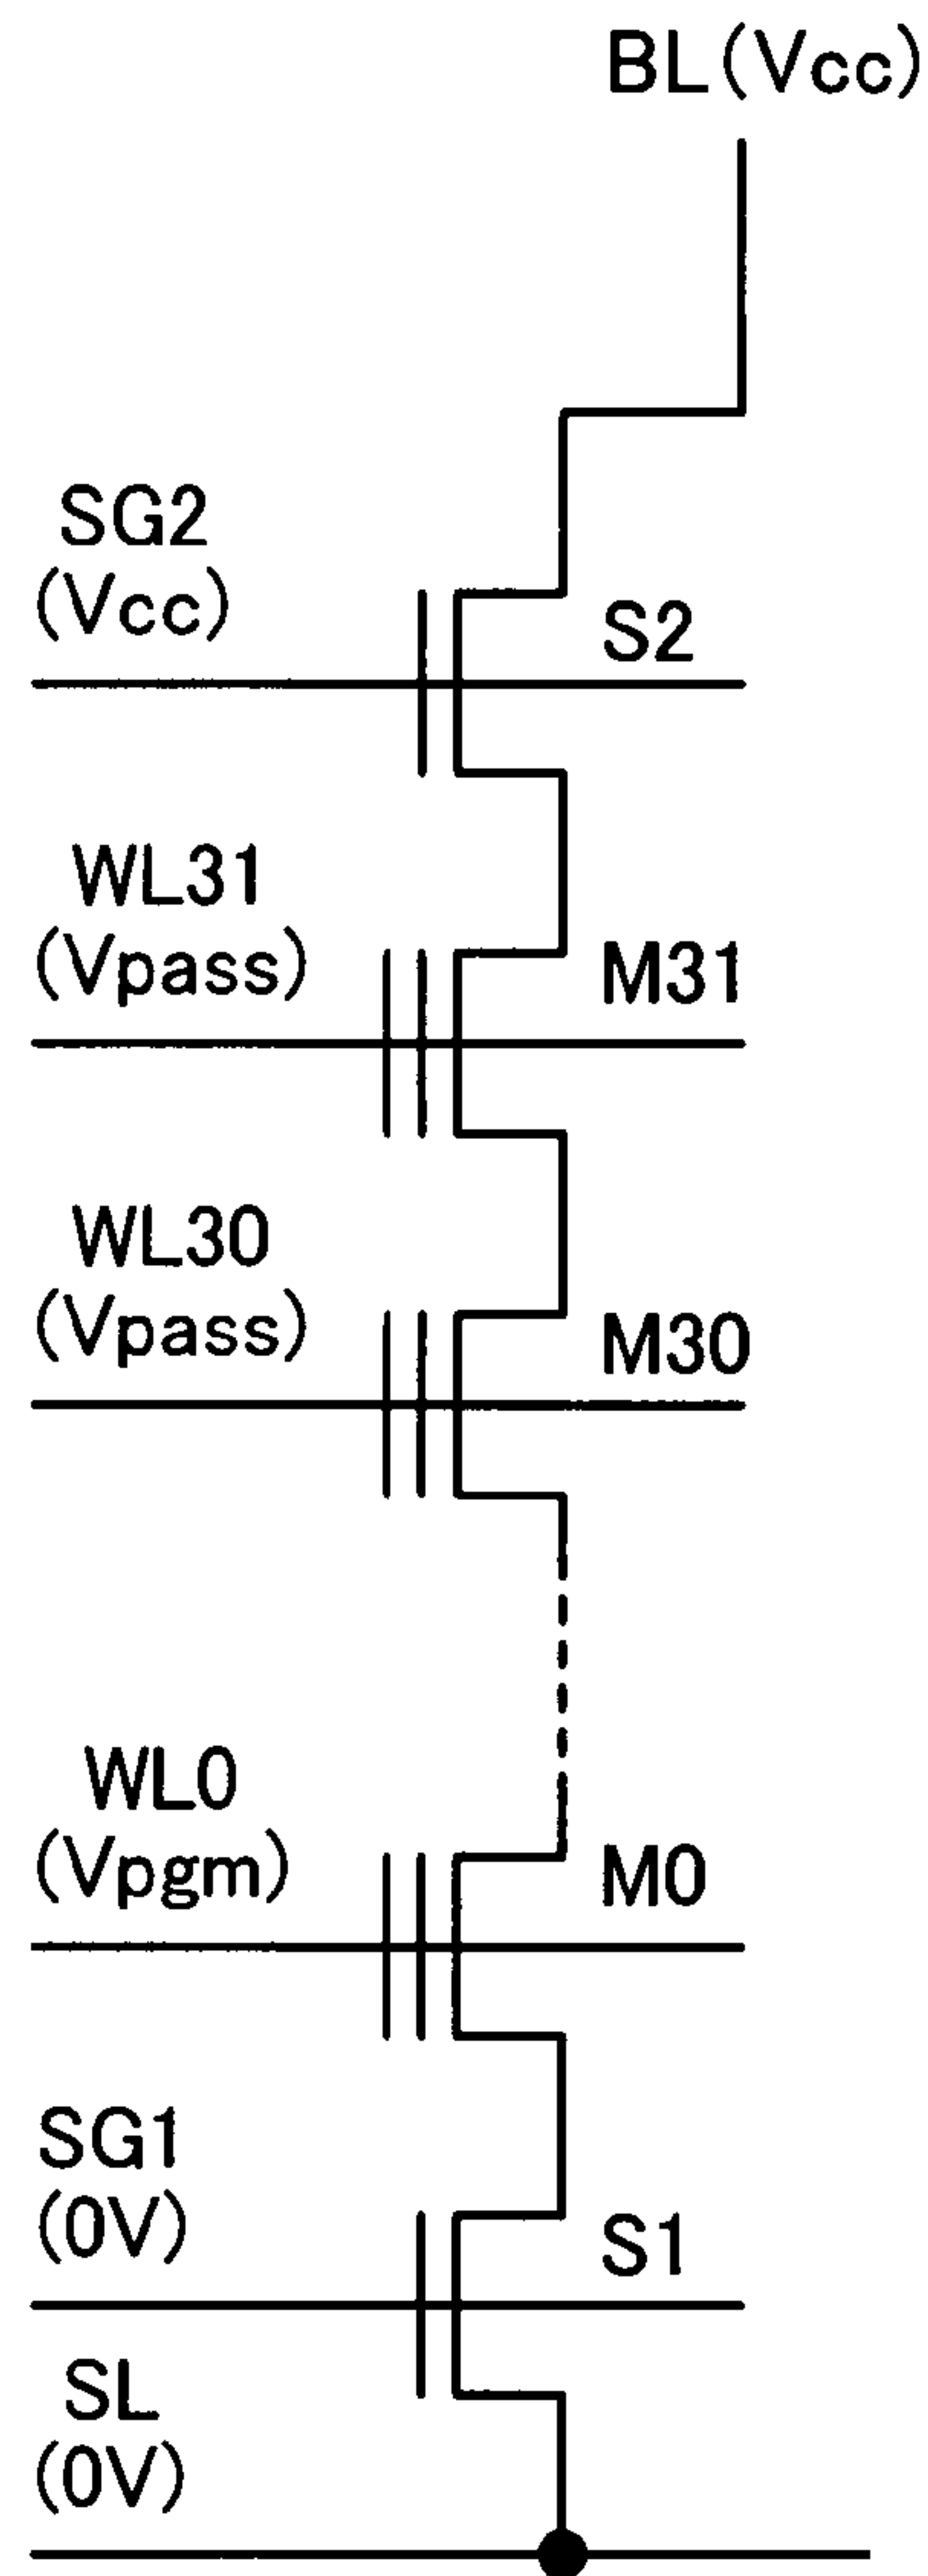 BL(Vcc)
SG2
(Vcc)
S2
WL31
(Vpass)
M31
WL30
(Vpass)
M30
WL0
(Vpgm)
M0
SG1
(0V)
S1
SL
(0V)